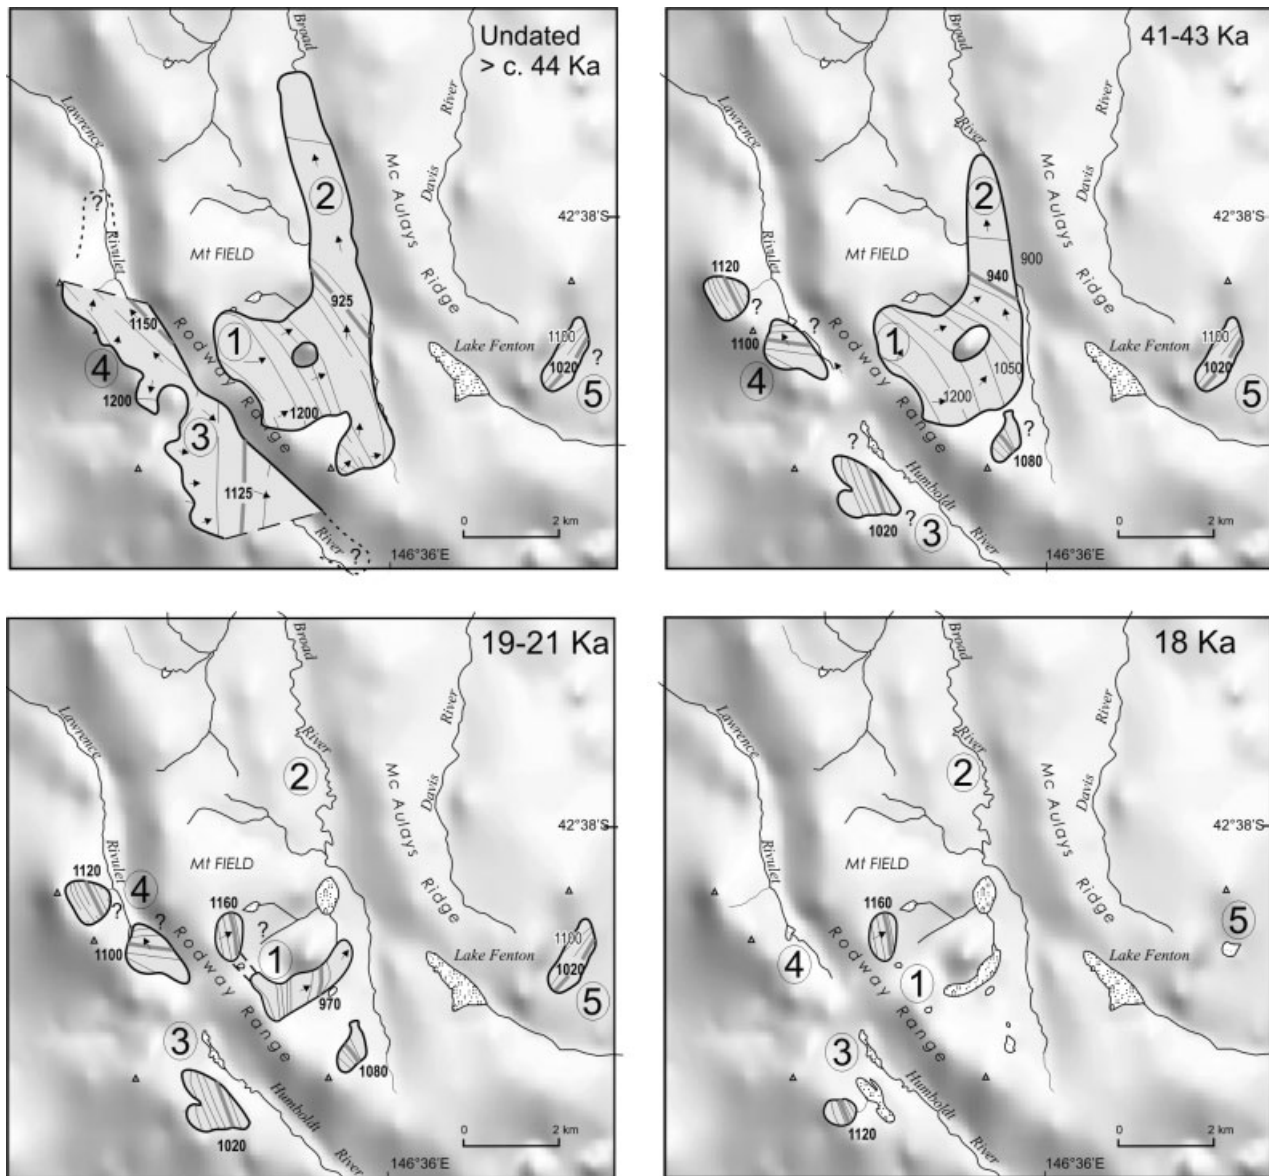 Undated
> c. 44 Ka
Broad
River
Lawrence
Rivulet
?
2
Mc Aulays
Ridge
Davis
42°38'S
Mt FIELD
1150
Rodway
Range
1
925
4
1200
3
1200
1125
Lake Fenton
1100
1020
?
5
River
?
0
2 km
146°36'E
41-43 Ka
Broad
River
River
Lawrence
Rivulet
2
Mc Aulays
Ridge
Davis
42°38'S
Mt FIELD
900
940
1120
?
?
1100
4
Rodway
Range
1
1050
1200
Lake Fenton
1100
1020
5
?
?
1080
Humboldt
River
1020
?
3
0
2 km
146°36'E
19-21 Ka
Broad
River
River
Lawrence
Rivulet
2
Mc Aulays
Ridge
Davis
42°38'S
Mt FIELD
1120
4
?
?
1100
1160
?
1
Rodway
Range
970
Lake Fenton
1100
1020
5
3
1080
Humboldt
River
1020
0
2 km
146°36'E
18 Ka
Broad
River
River
Lawrence
Rivulet
2
Mc Aulays
Ridge
Davis
42°38'S
Mt FIELD
1160
4
1
Rodway
Range
Lake Fenton
5
3
Humboldt
River
1120
0
2 km
146°36'E